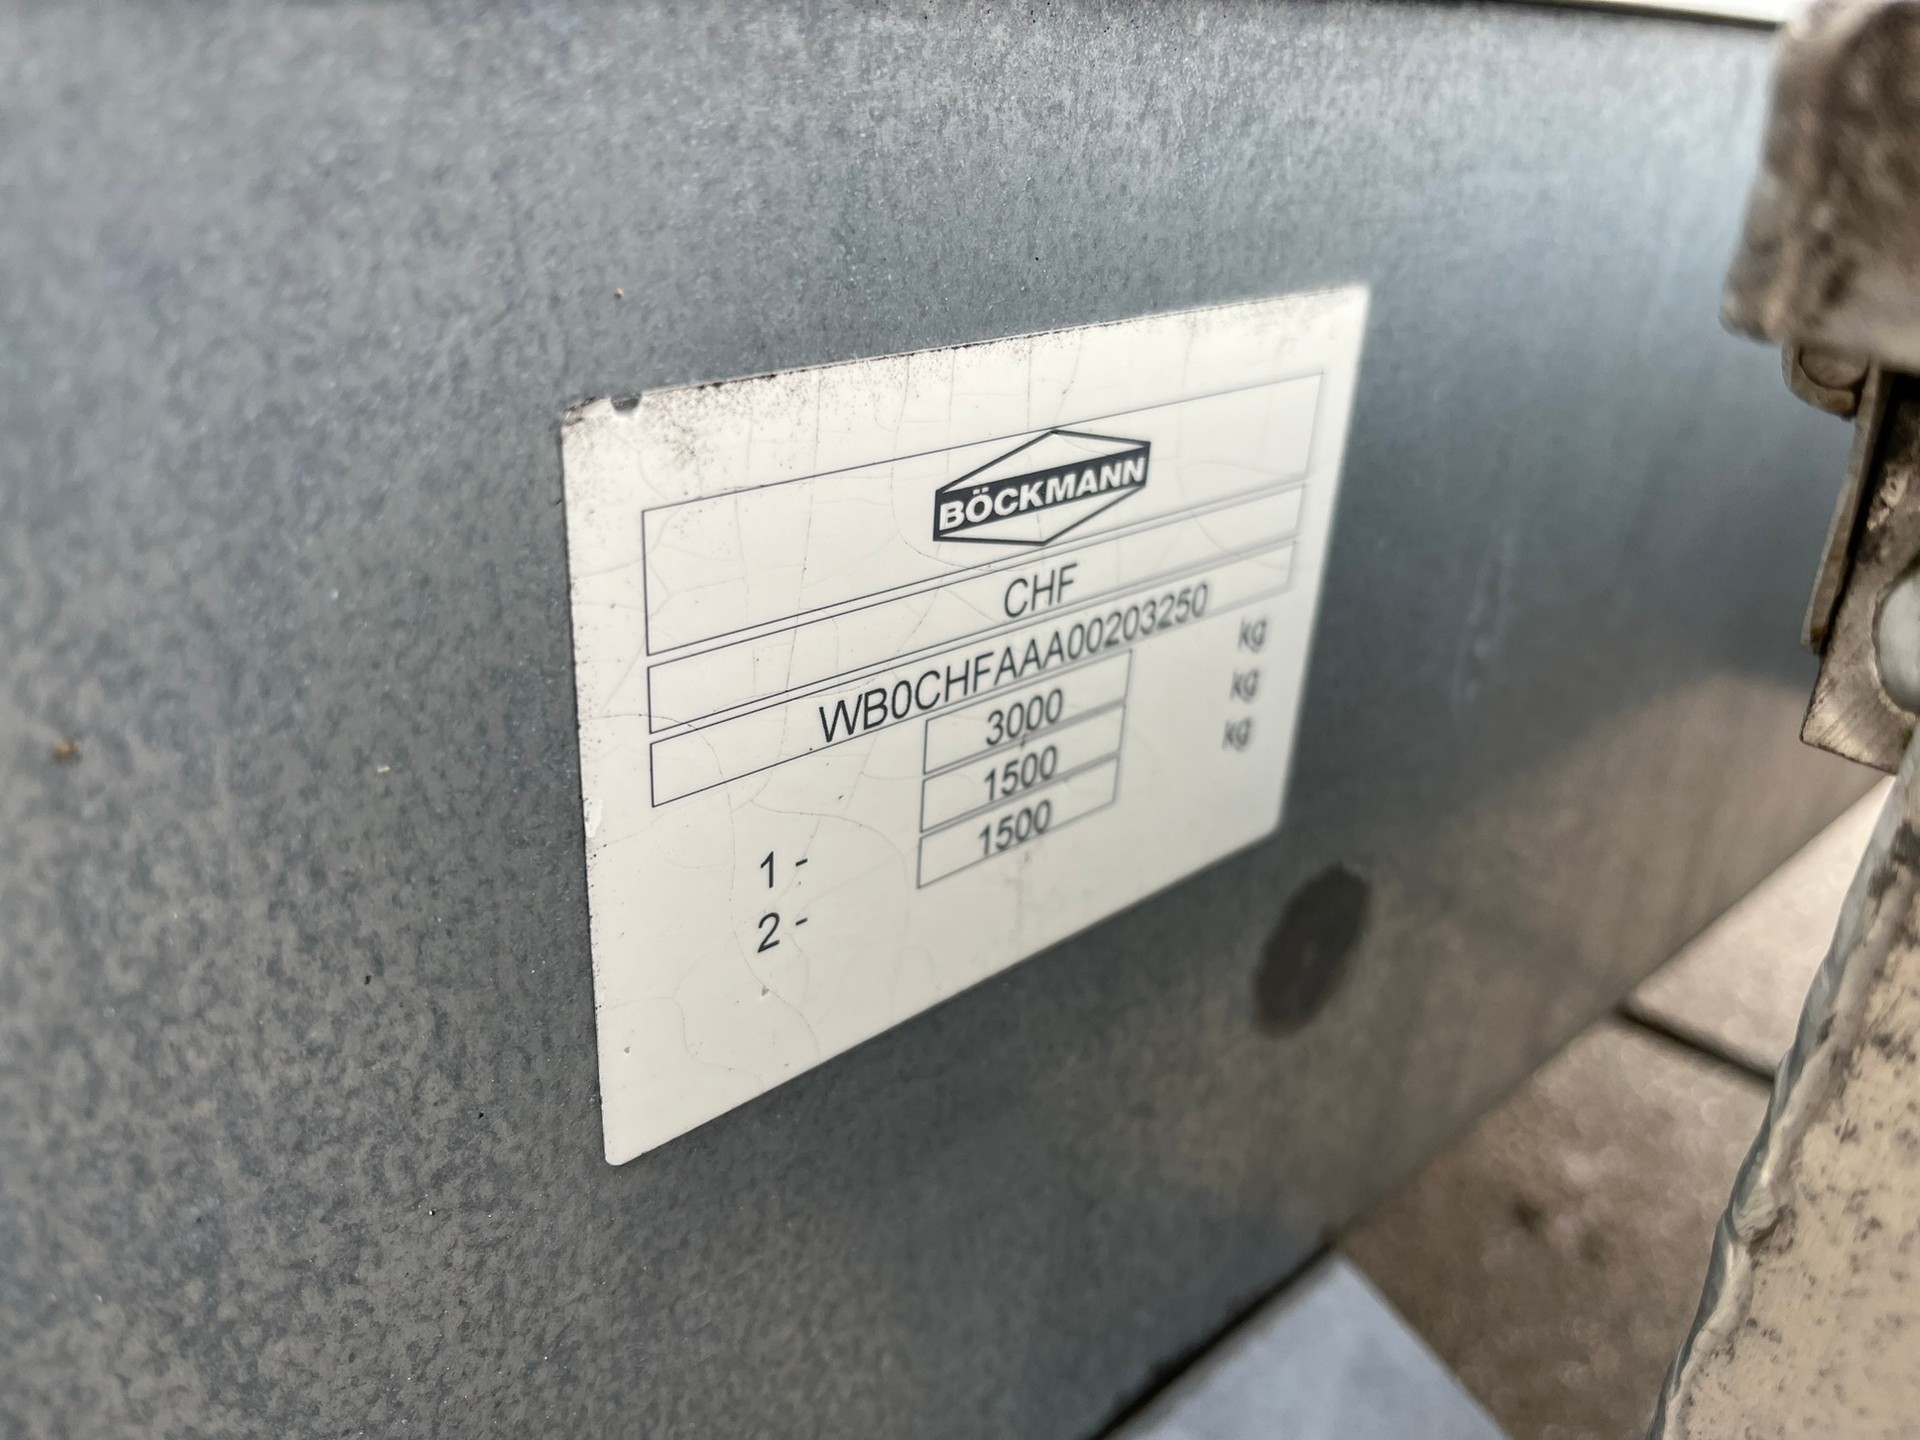 BÖCKMANN
CHF
WB0CHFAAA00203250
3000 kg
1 - 1500 kg
2 - 1500 kg